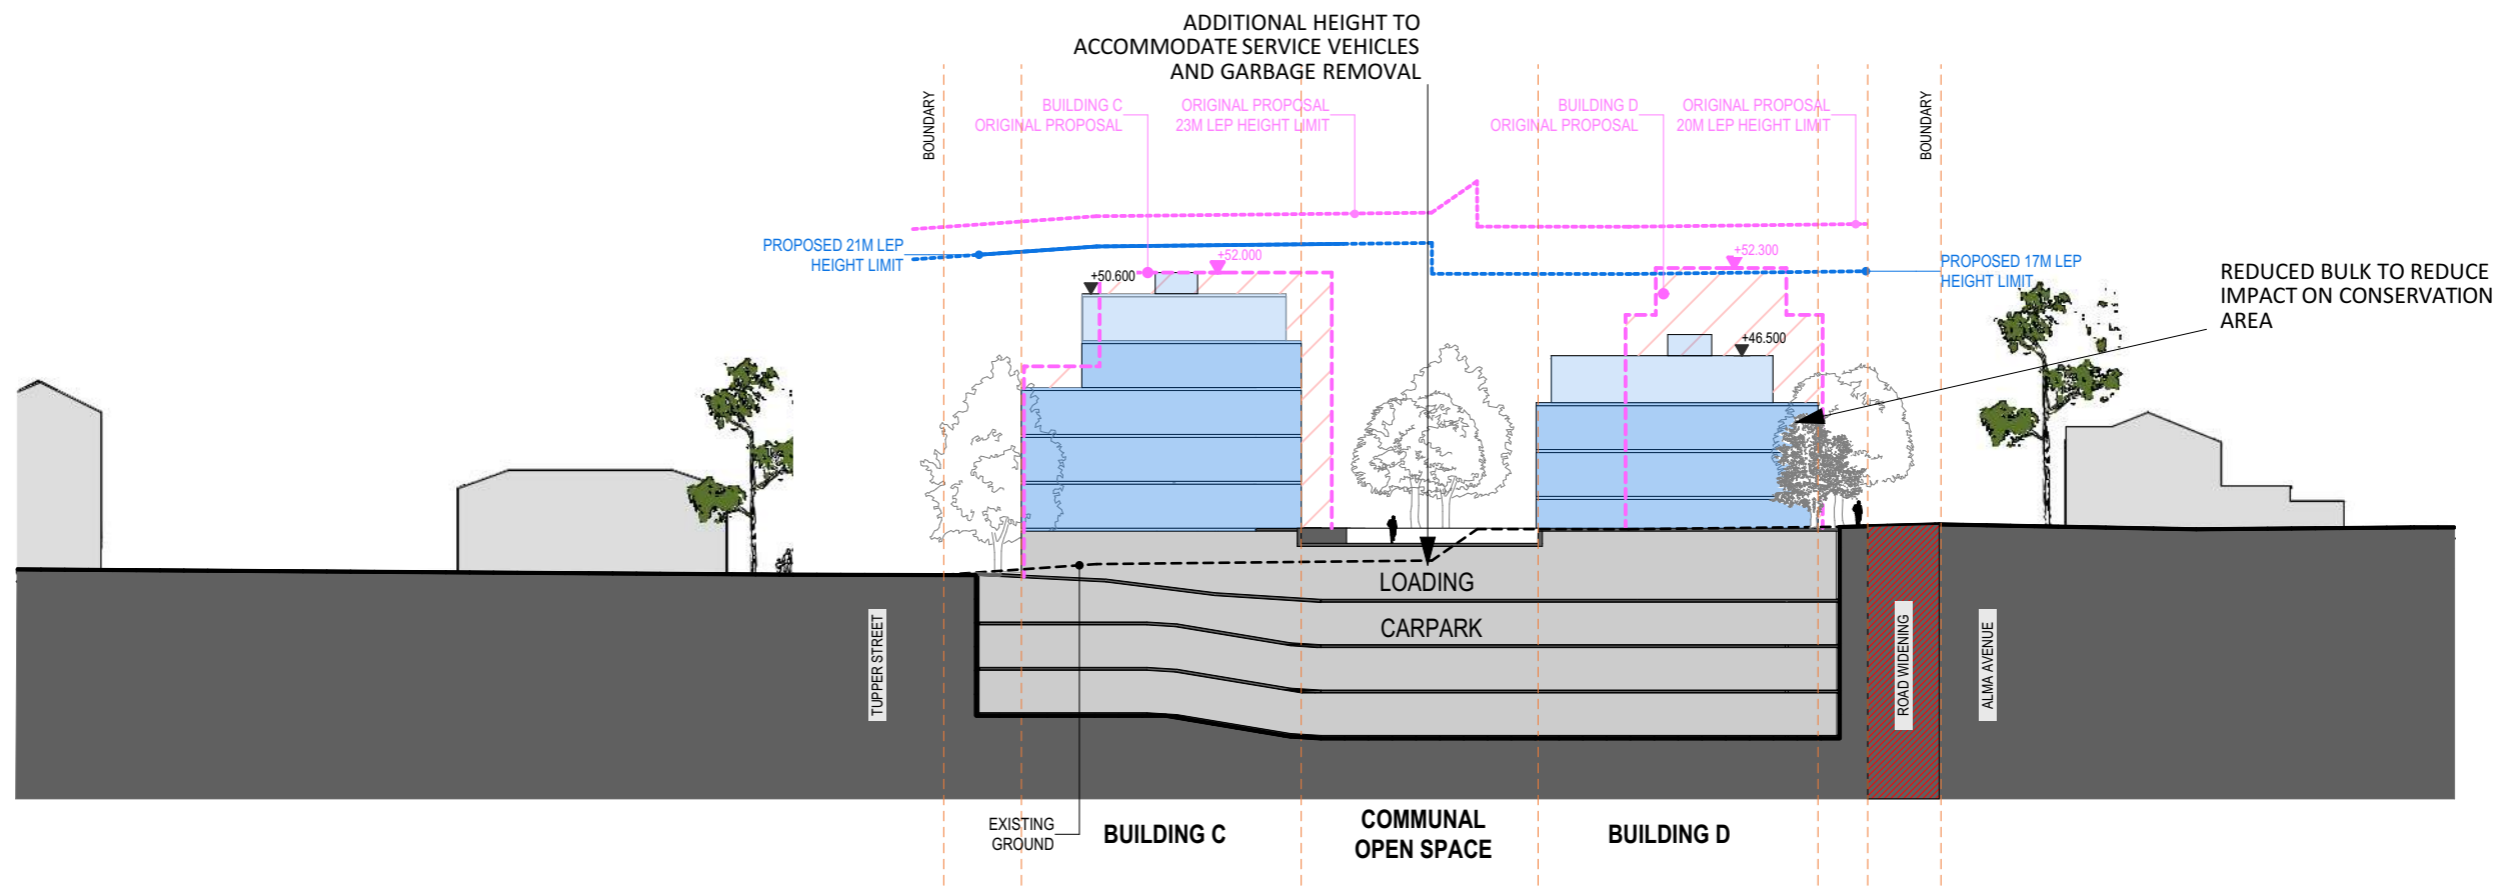 ADDITIONAL HEIGHT TO
ACCOMMODATE SERVICE VEHICLES
AND GARBAGE REMOVAL
BOUNDARY
BUILDING C
ORIGINAL PROPOSAL
ORIGINAL PROPOSAL
23M LEP HEIGHT LIMIT
BUILDING D
ORIGINAL PROPOSAL
ORIGINAL PROPOSAL
20M LEP HEIGHT LIMIT
BOUNDARY
PROPOSED 21M LEP
HEIGHT LIMIT
+50.600
+52.000
+52.300
PROPOSED 17M LEP
HEIGHT LIMIT
REDUCED BULK TO REDUCE
IMPACT ON CONSERVATION
AREA
+46.500
LOADING
CARPARK
TUPPER STREET
ROAD WIDENING
ALMA AVENUE
EXISTING
GROUND
BUILDING C
COMMUNAL
OPEN SPACE
BUILDING D